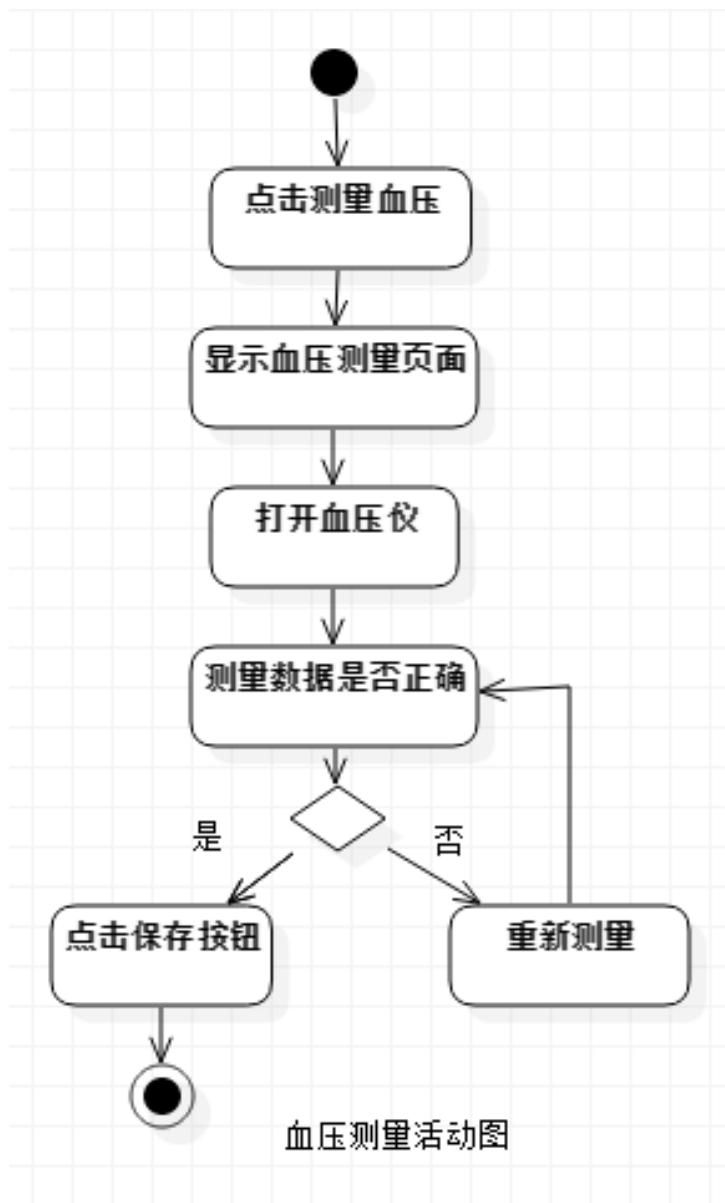 点击测量血压
显示血压测量页面
打开血压仪
测量数据是否正确
是
否
点击保存按钮
重新测量
血压测量活动图